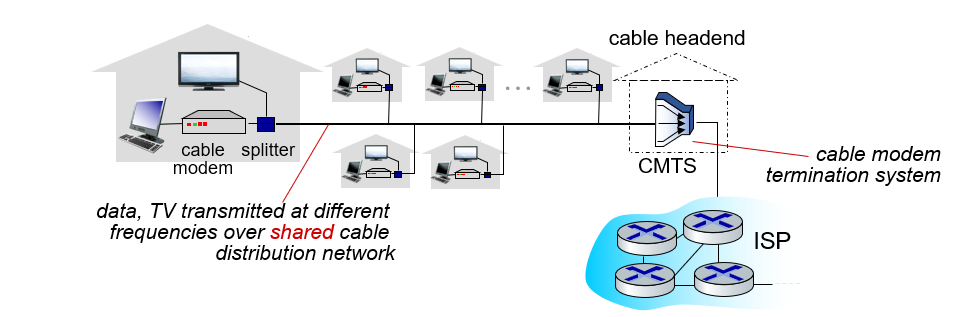 cable headend
cable
modem
splitter
CMTS
cable modem
termination system
data, TV transmitted at different
frequencies over shared cable
distribution network
ISP